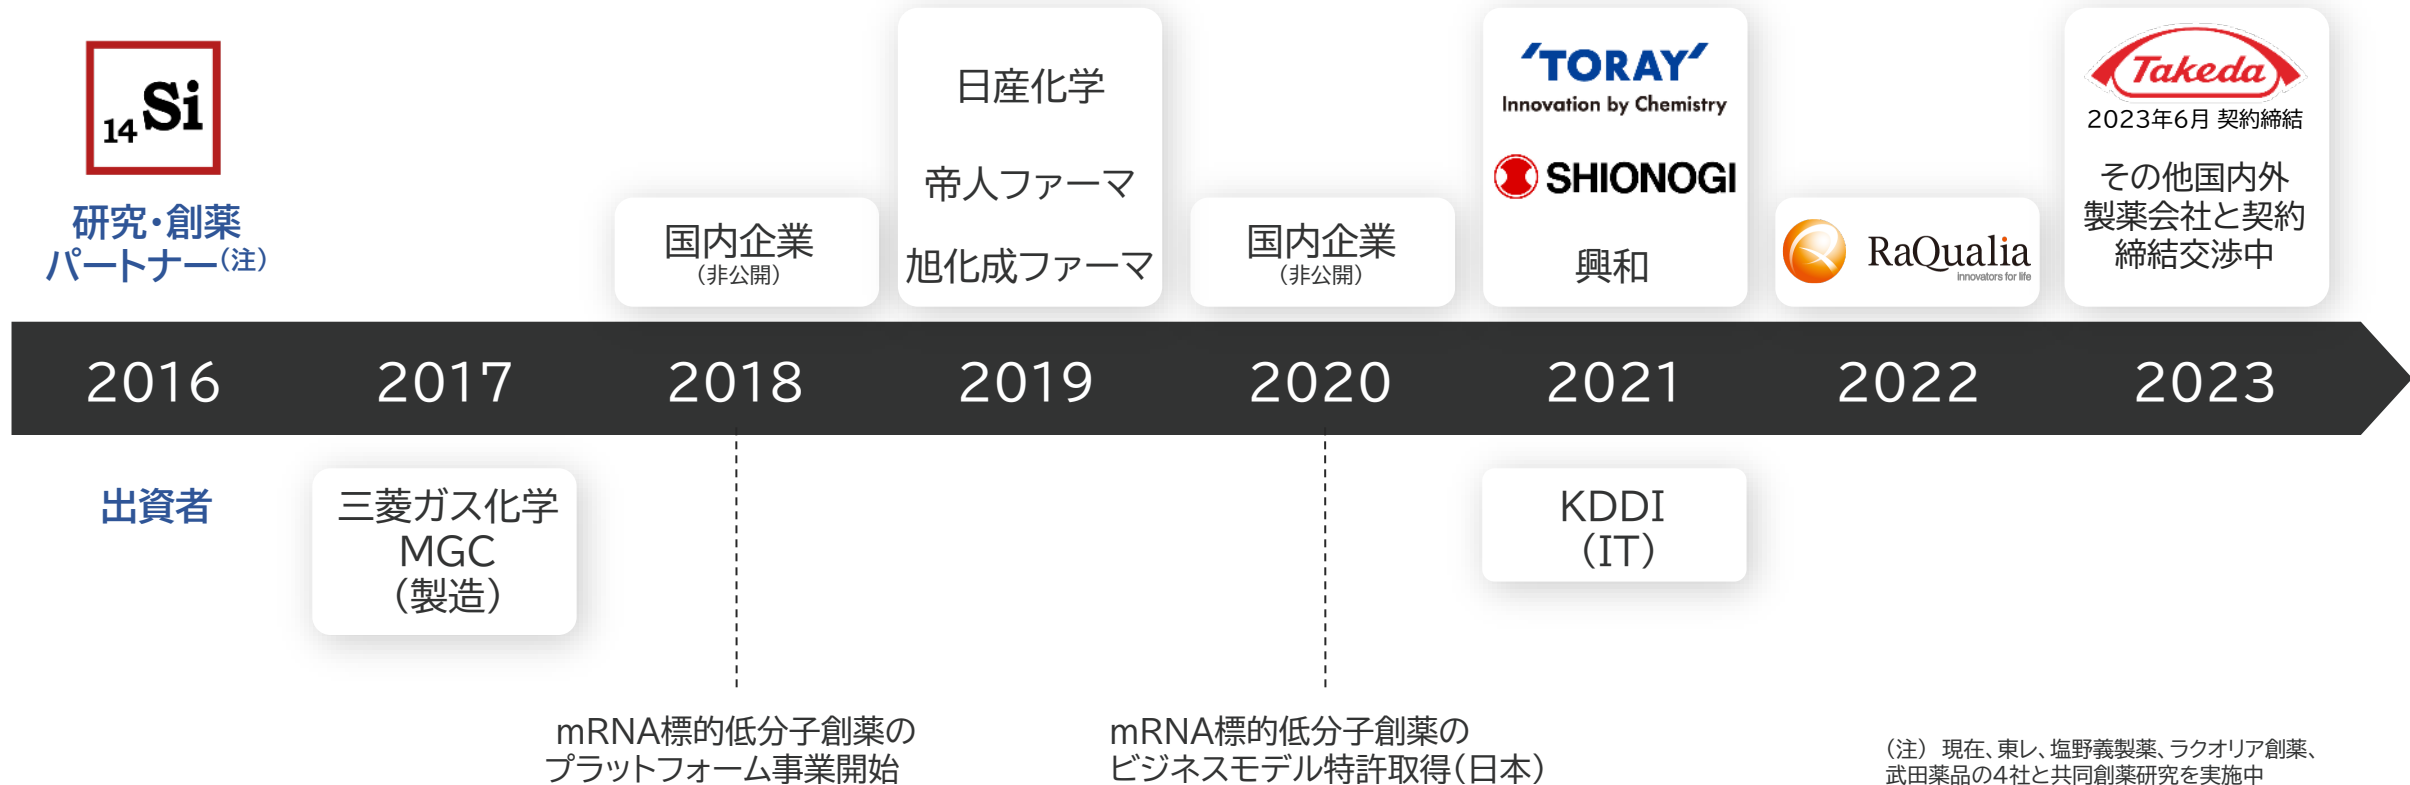 14Si
研究・創薬
パートナー(注)
国内企業
(非公開)
日産化学
帝人ファーマ
旭化成ファーマ
国内企業
(非公開)
'TORAY'
Innovation by Chemistry
SHIONOGI
興和
RaQualia
innovators for life
Takeda
2023年6月 契約締結
その他国内外
製薬会社と契約
締結交渉中
2016
2017
2018
2019
2020
2021
2022
2023
出資者
三菱ガス化学
MGC
(製造)
KDDI
(IT)
mRNA標的低分子創薬の
プラットフォーム事業開始
mRNA標的低分子創薬の
ビジネスモデル特許取得(日本)
(注) 現在、東レ、塩野義製薬、ラクオリア創薬、
武田薬品の4社と共同創薬研究を実施中